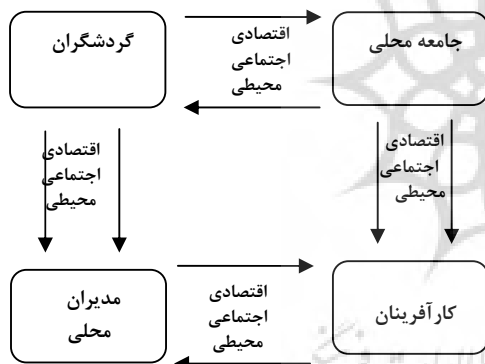 جامعه محلی
اقتصادی
اجتماعی
محیطی
گردشگران
اقتصادی
اجتماعی
محیطی
اقتصادی
اجتماعی
محیطی
کارآفرینان
اقتصادی
اجتماعی
محیطی
مدیران
محلی